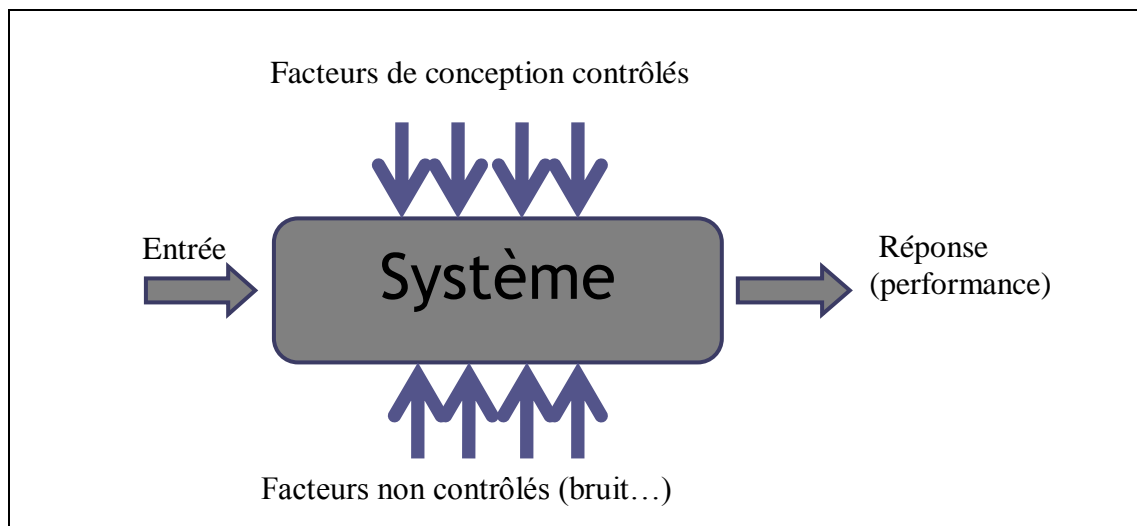 Facteurs de conception contrôlés
Entrée
Système
Réponse
(performance)
Facteurs non contrôlés (bruit…)